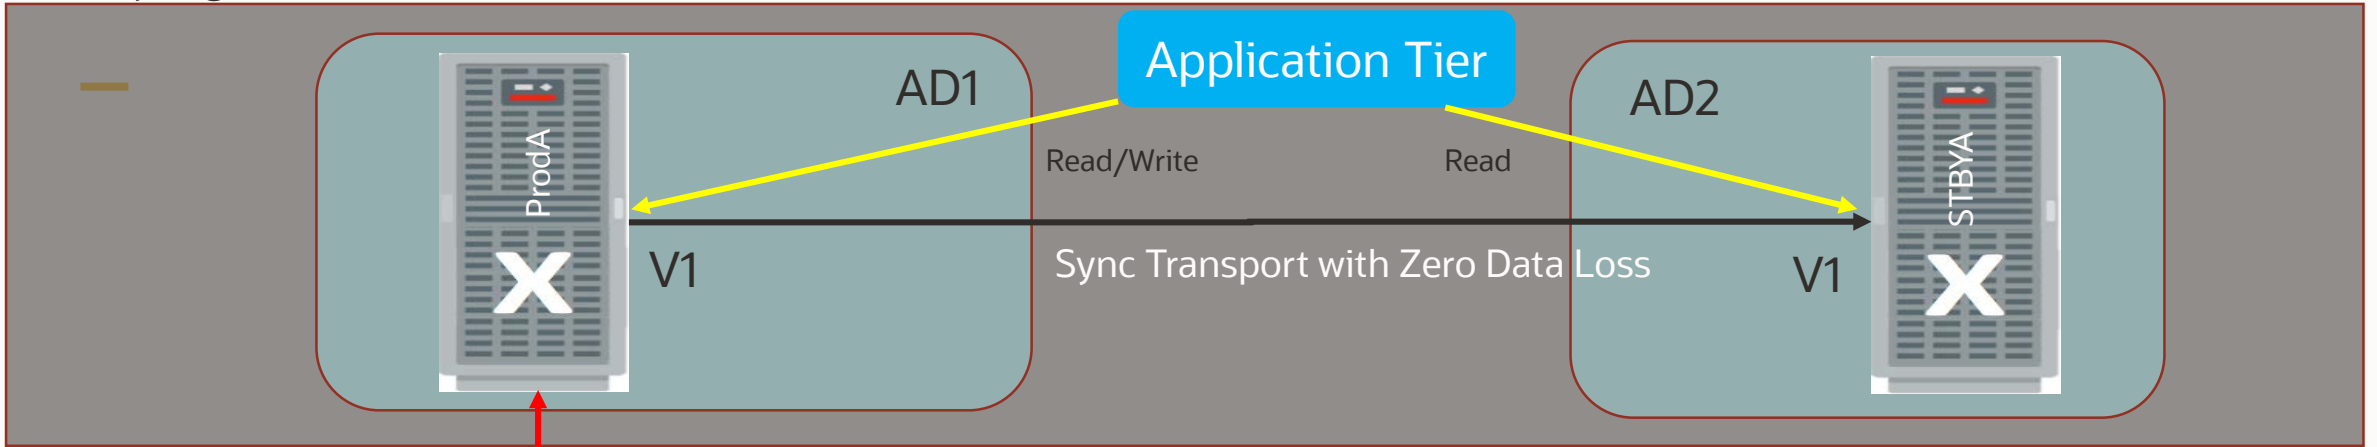 Application Tier
AD1
AD2
ProdA
STBYA
Read/Write
Read
V1
Sync Transport with Zero Data Loss
V1
X
X